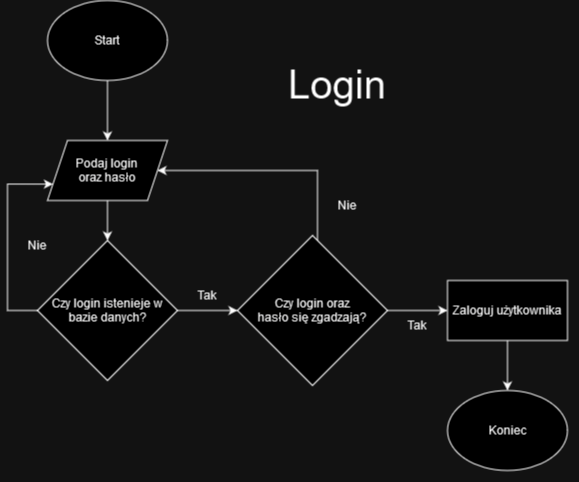 Start
Login
Podaj login
oraz hasło
Nie
Nie
Czy login istenieje w
bazie danych?
Tak
Czy login oraz
hasło się zgadzają?
Tak
Zaloguj użytkownika
Koniec